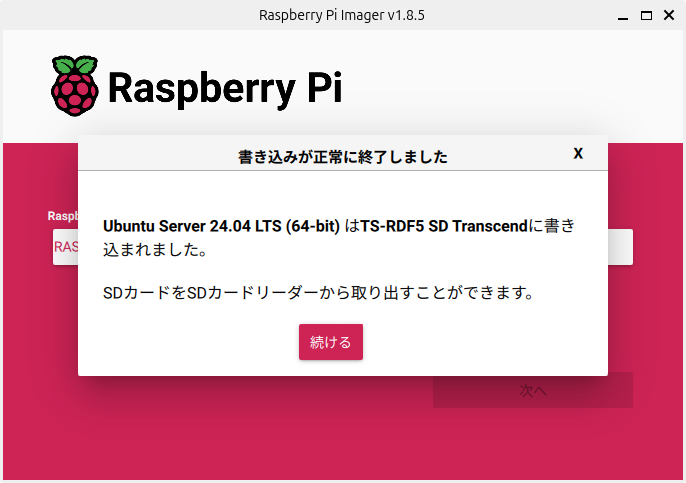 Raspberry Pi Imager v1.8.5
Raspberry Pi
書き込みが正常に終了しました
X
Raspb
RAS
Ubuntu Server 24.04 LTS (64-bit) はTS-RDF5 SD Transcendに書き
込まれました。
SDカードをSDカードリーダーから取り出すことができます。
続ける
次へ